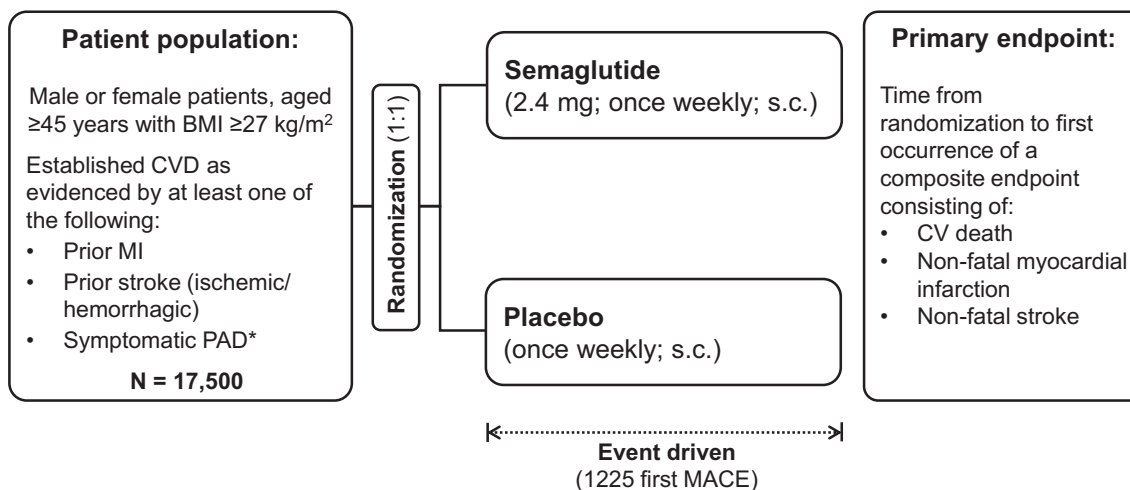 Patient population:
Male or female patients, aged
≥45 years with BMI ≥27 kg/m²
Established CVD as
evidenced by at least one of
the following:
• Prior MI
• Prior stroke (ischemic/
hemorrhagic)
• Symptomatic PAD*
N = 17,500
Randomization (1:1)
Semaglutide
(2.4 mg; once weekly; s.c.)
Placebo
(once weekly; s.c.)
Event driven
(1225 first MACE)
Primary endpoint:
Time from
randomization to first
occurrence of a
composite endpoint
consisting of:
• CV death
• Non-fatal myocardial
infarction
• Non-fatal stroke